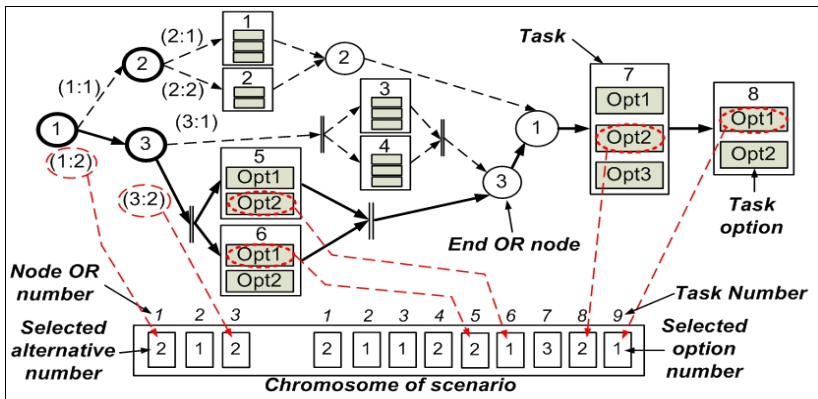 (2:1)
1
Task
2
2
(1:1)
2
(2:2)
3
7
Opt1
8
1
(3:1)
1
Opt1
3
4
Opt2
(1:2)
5
Opt1
Opt3
Opt2
(3:2)
Opt2
3
Task option
6
Opt1
End OR node
Opt2
Node OR number
1 2 3 1 2 3 4 5 6 7 8 9
Task Number
Selected alternative number
2 1 2 2 1 1 2 2 1 3 2 1
Selected option number
Chromosome of scenario